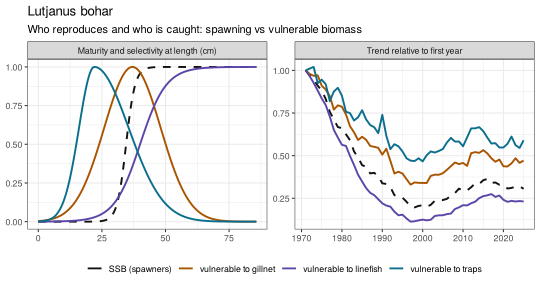 Lutjanus bohar
Who reproduces and who is caught: spawning vs vulnerable biomass
Maturity and selectivity at length (cm)
Trend relative to first year
1.00
0.75
0.50
0.25
0.00
0
25
50
75
1.00
0.75
0.50
0.25
1970
1980
1990
2000
2010
2020
SSB (spawners)
vulnerable to gillnet
vulnerable to linefish
vulnerable to traps